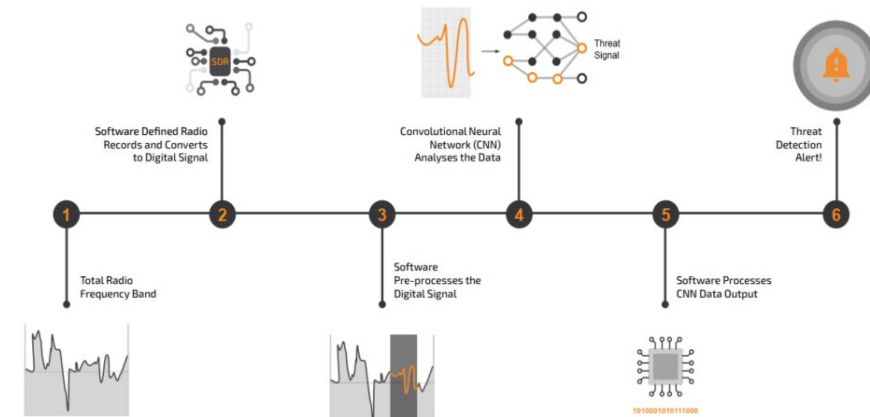 SDR
Threat
Signal
Software Defined Radio
Records and Converts
to Digital Signal
Convolutional Neural
Network (CNN)
Analyses the Data
Threat
Detection
Alert!
1
2
3
4
5
6
Total Radio
Frequency Band
Software
Pre-processes the
Digital Signal
Software Processes
CNN Data Output
1010001010111000